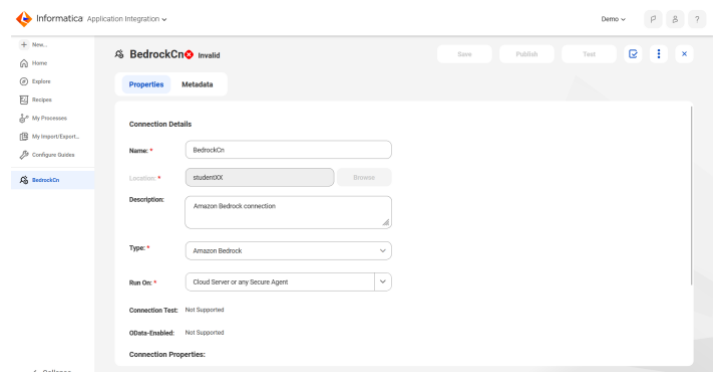 Informatica Application Integration
Demo
?
New...
Home
Explore
Recipes
My Processes
My Import/Export...
Configure Guides
BedrockCn
BedrockCn Invalid
Save Publish Test
Properties Metadata
Connection Details
Name: * BedrockCn
Location: * studentXX Browse
Description: Amazon Bedrock connection
Type: * Amazon Bedrock
Run On: * Cloud Server or any Secure Agent
Connection Test: Not Supported
OData-Enabled: Not Supported
Connection Properties: